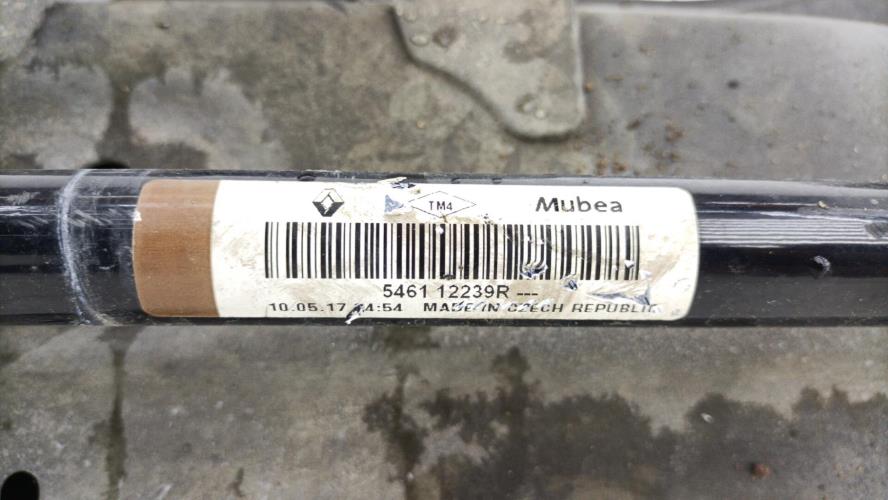 TM4 Mubea
5461 12239R ---
10.05.17 14:54 MADE IN CZECH REPUBLIC